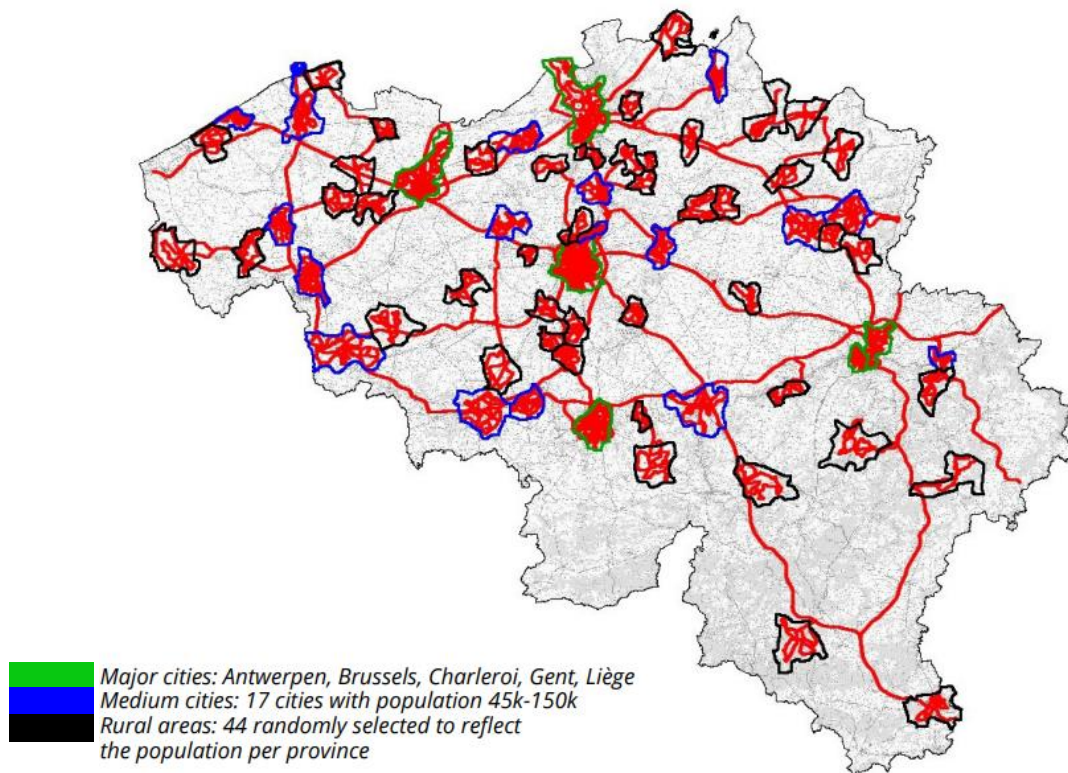 Major cities: Antwerpen, Brussels, Charleroi, Gent, Liège
Medium cities: 17 cities with population 45k-150k
Rural areas: 44 randomly selected to reflect
the population per province